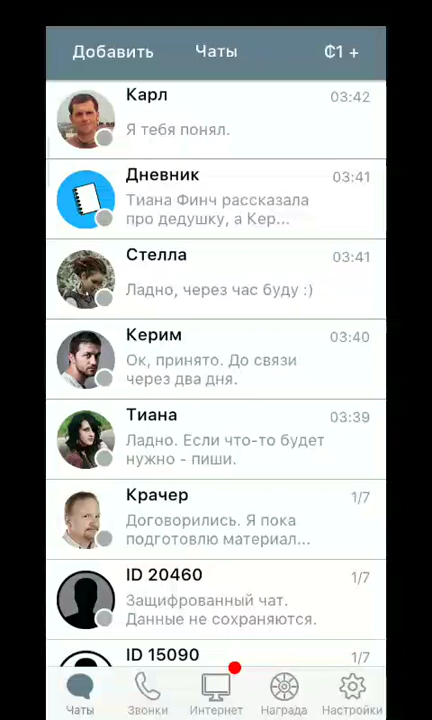 Добавить Чаты ₵1 +
Карл 03:42
Я тебя понял.
Дневник 03:41
Тиана Финч рассказала
про дедушку, а Кер...
Стелла 03:41
Ладно, через час буду :)
Керим 03:40
Ок, принято. До связи
через два дня.
Тиана 03:39
Ладно. Если что-то будет
нужно - пиши.
Крачер 1/7
Договорились. Я пока
подготовлю материал...
ID 20460 1/7
Защифрованный чат.
Данные не сохраняются.
ID 15090 1/7
Чаты Звонки Интернет Награда Настройки